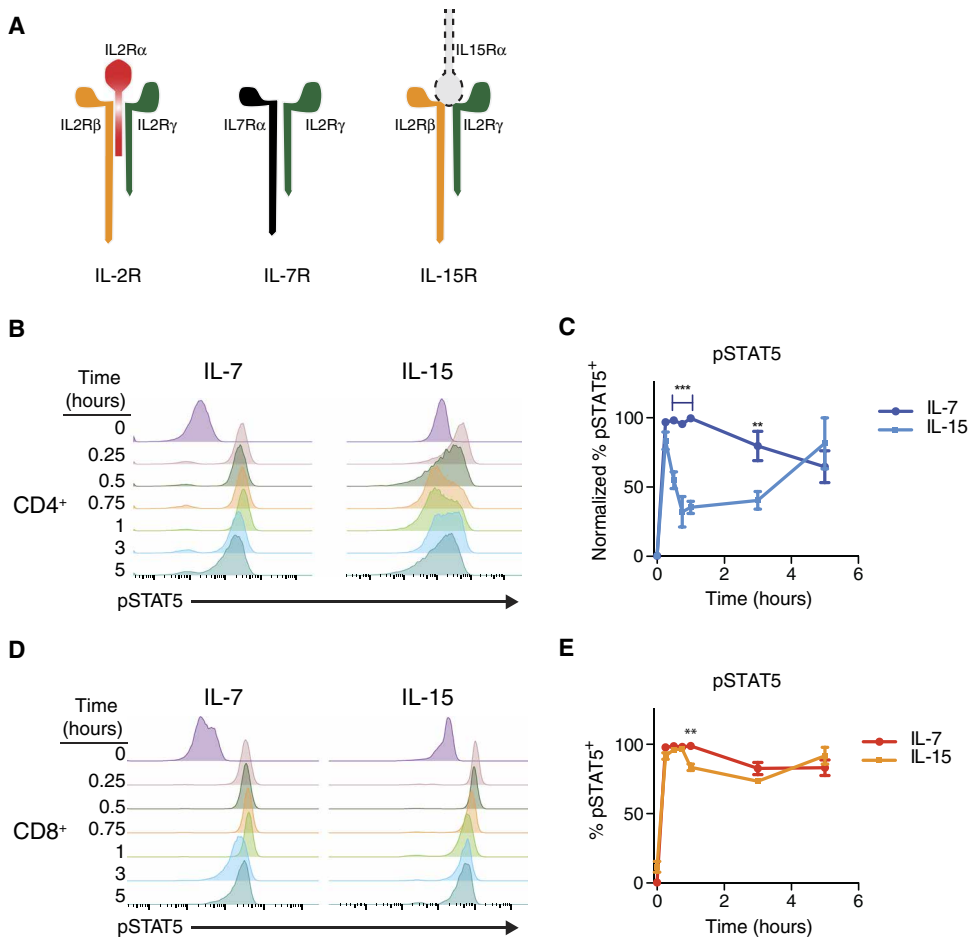 A
IL2Rα
IL15Rα
IL2Rβ
IL2Rγ
IL7Rα
IL2Rγ
IL2Rβ
IL2Rγ
IL-2R
IL-7R
IL-15R
B
IL-7
IL-15
Time
(hours)
0
0.25
0.5
0.75
1
3
5
CD4⁺
pSTAT5
C
pSTAT5
***
**
IL-7
IL-15
Normalized % pSTAT5⁺
100
50
0
0 2 4 6
Time (hours)
D
IL-7
IL-15
Time
(hours)
0
0.25
0.5
0.75
1
3
5
CD8⁺
pSTAT5
E
pSTAT5
**
IL-7
IL-15
% pSTAT5⁺
100
50
0
0 2 4 6
Time (hours)